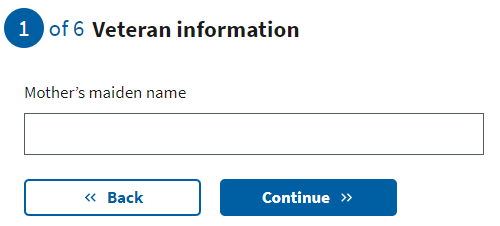 1 of 6 Veteran information
Mother’s maiden name
« Back
Continue »